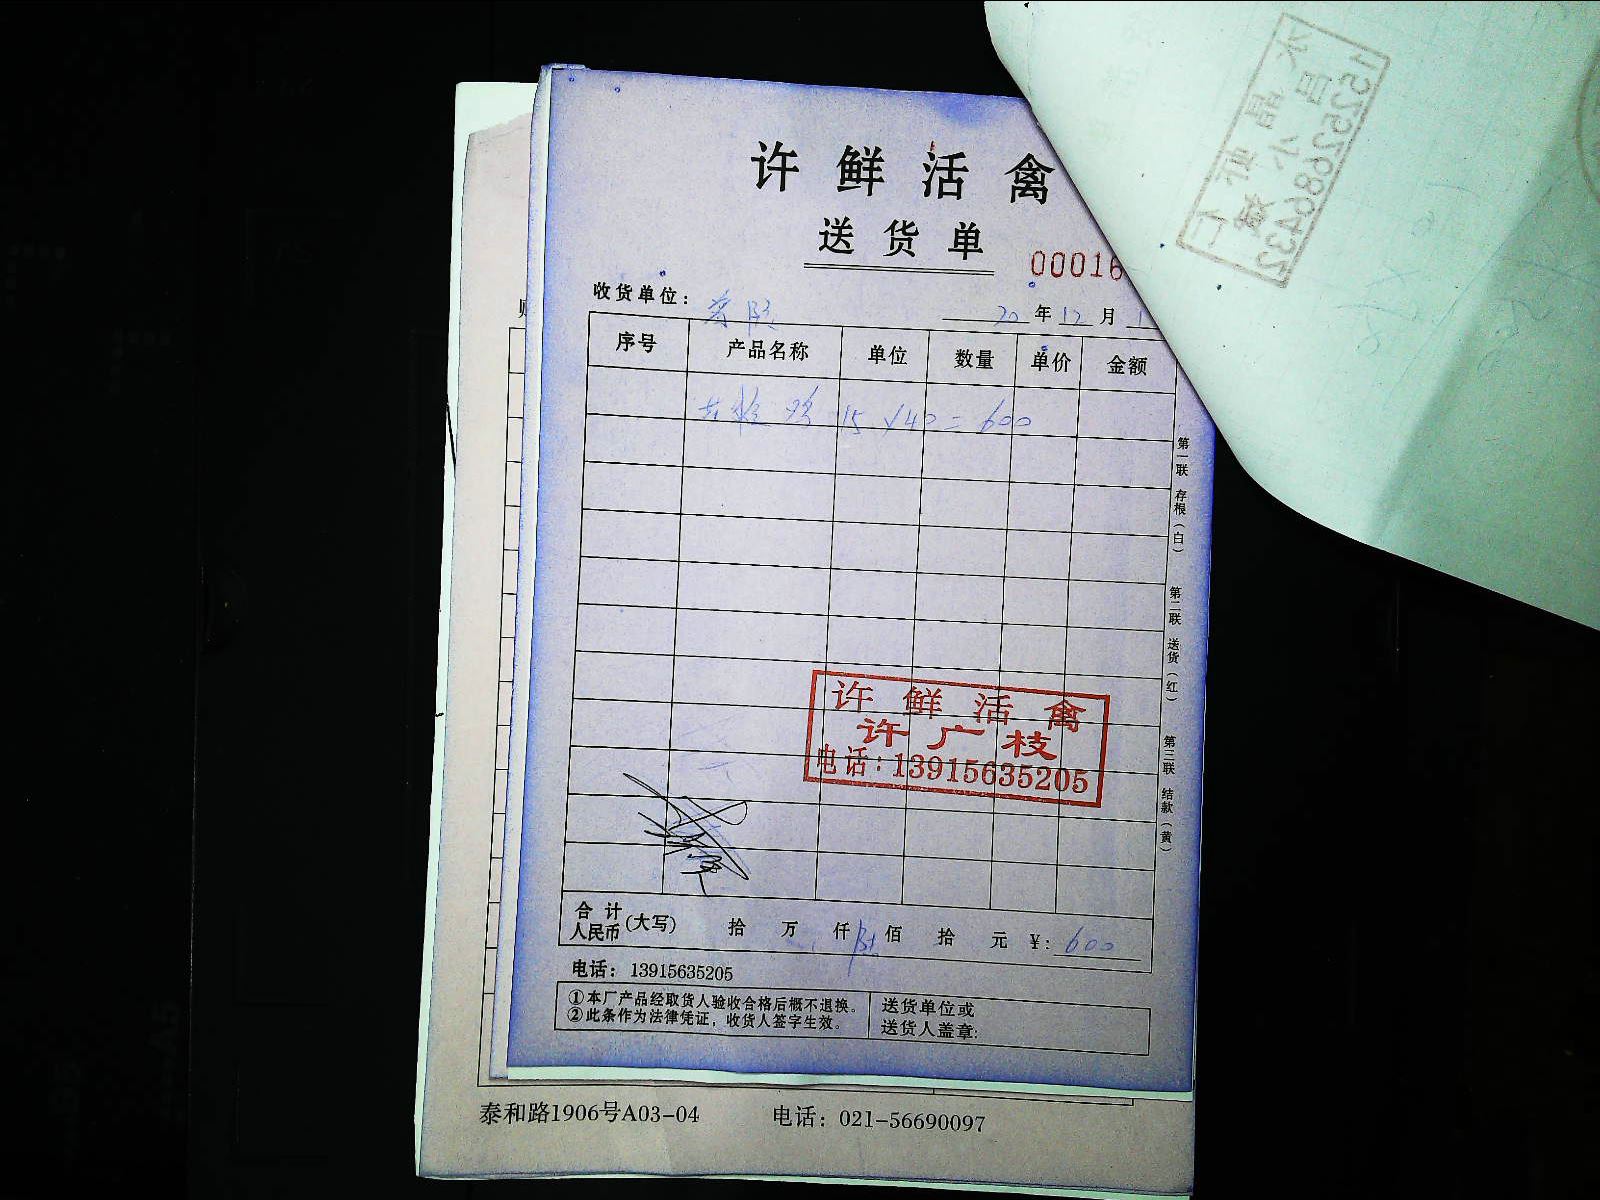 许鲜活禽
送货单
00016
收货单位：
20年12月1
序号 产品名称 单位 数量 单价 金额
15×40=600
第一联 存根（白）
第二联 送货（红）
第三联 结款（黄）
许鲜活禽
许广枝
电话：13915635205
合计人民币(大写) 拾 万 仟 陆 佰 拾 元 ¥：600
电话：13915635205
①本厂产品经取货人验收合格后概不退换。
②此条作为法律凭证，收货人签字生效。
送货单位或
送货人盖章：
泰和路1906号A03-04 电话：021-56690097
15252686432